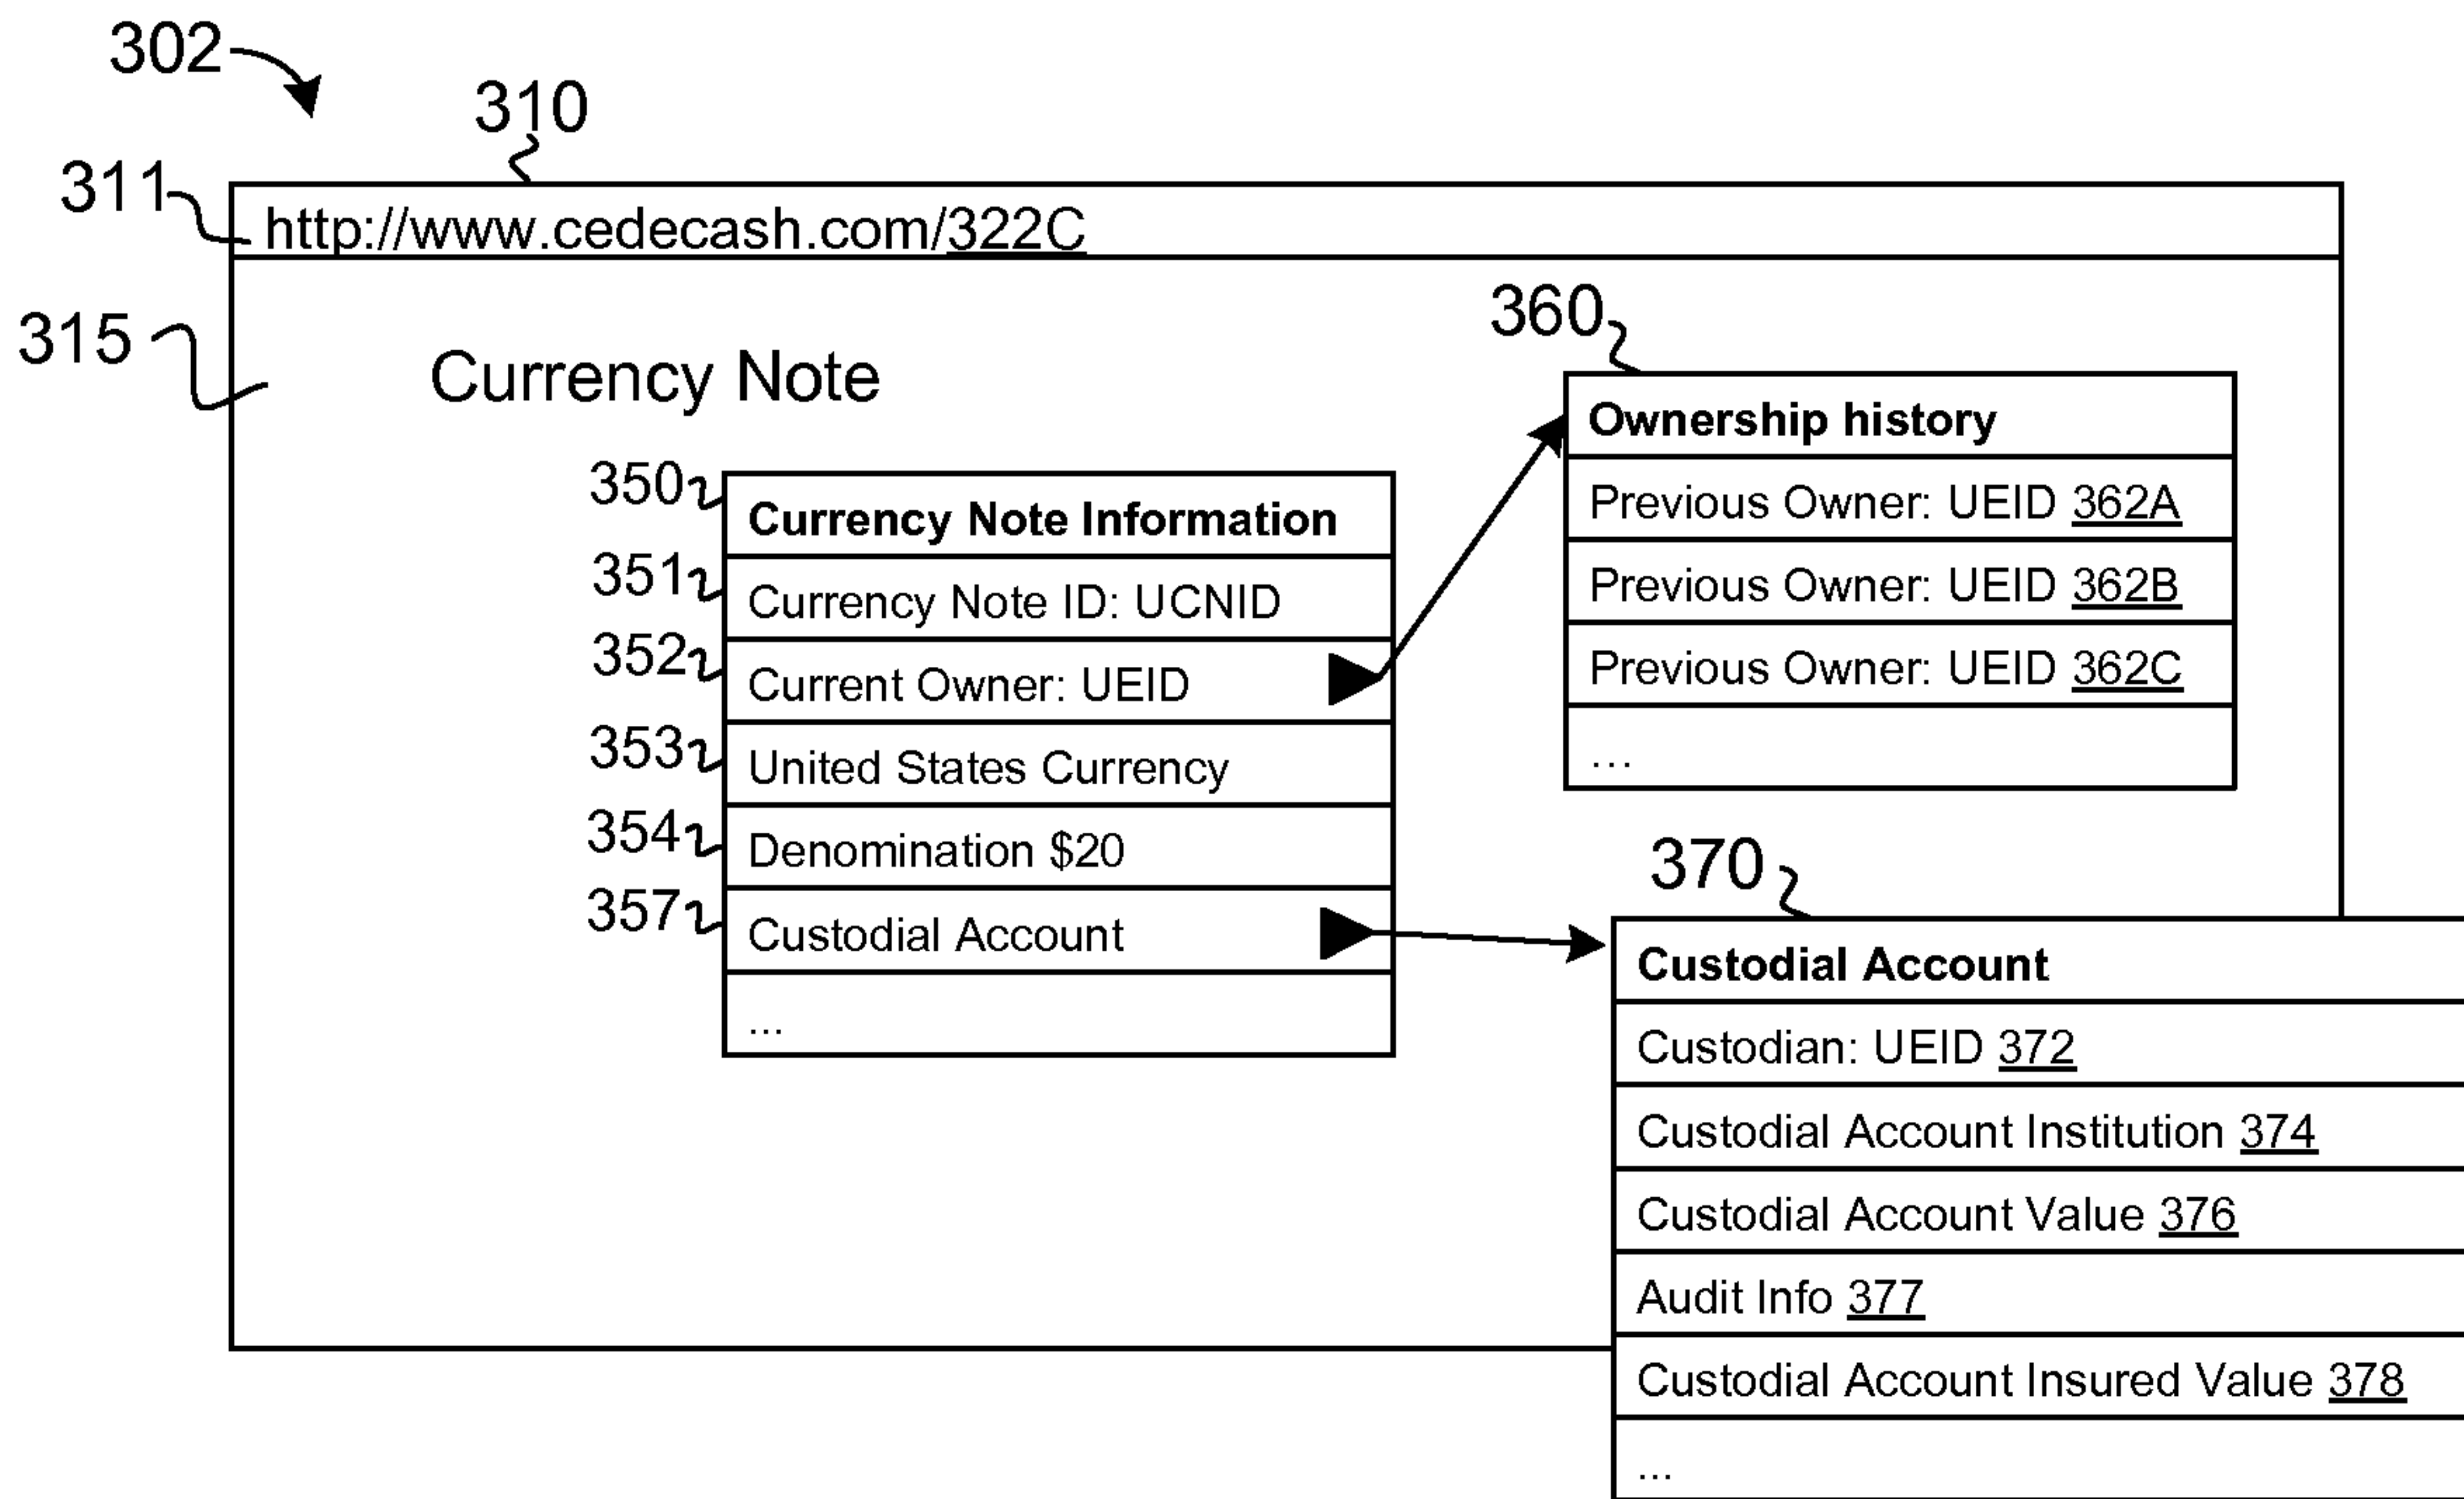 302
310
311
http://www.cedecash.com/322C
315
Currency Note
360
Ownership history
Previous Owner: UEID 362A
Previous Owner: UEID 362B
Previous Owner: UEID 362C
...
350
Currency Note Information
351
Currency Note ID: UCNID
352
Current Owner: UEID
353
United States Currency
354
Denomination $20
357
Custodial Account
...
370
Custodial Account
Custodian: UEID 372
Custodial Account Institution 374
Custodial Account Value 376
Audit Info 377
Custodial Account Insured Value 378
...